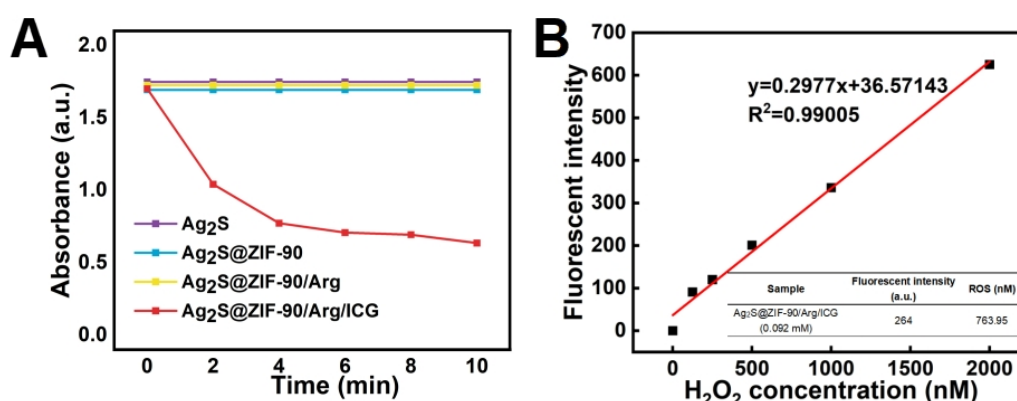 A
Absorbance (a.u.)
2.0
1.5
1.0
0.5
0.0
Ag₂S
Ag₂S@ZIF-90
Ag₂S@ZIF-90/Arg
Ag₂S@ZIF-90/Arg/ICG
0 2 4 6 8 10
Time (min)
B
Fluorescent intensity
700
600
500
400
300
200
100
0
y=0.2977x+36.57143
R²=0.99005
Sample Fluorescent intensity (a.u.) ROS (nM)
Ag₂S@ZIF-90/Arg/ICG (0.092 mM) 264 763.95
0 500 1000 1500 2000
H₂O₂ concentration (nM)